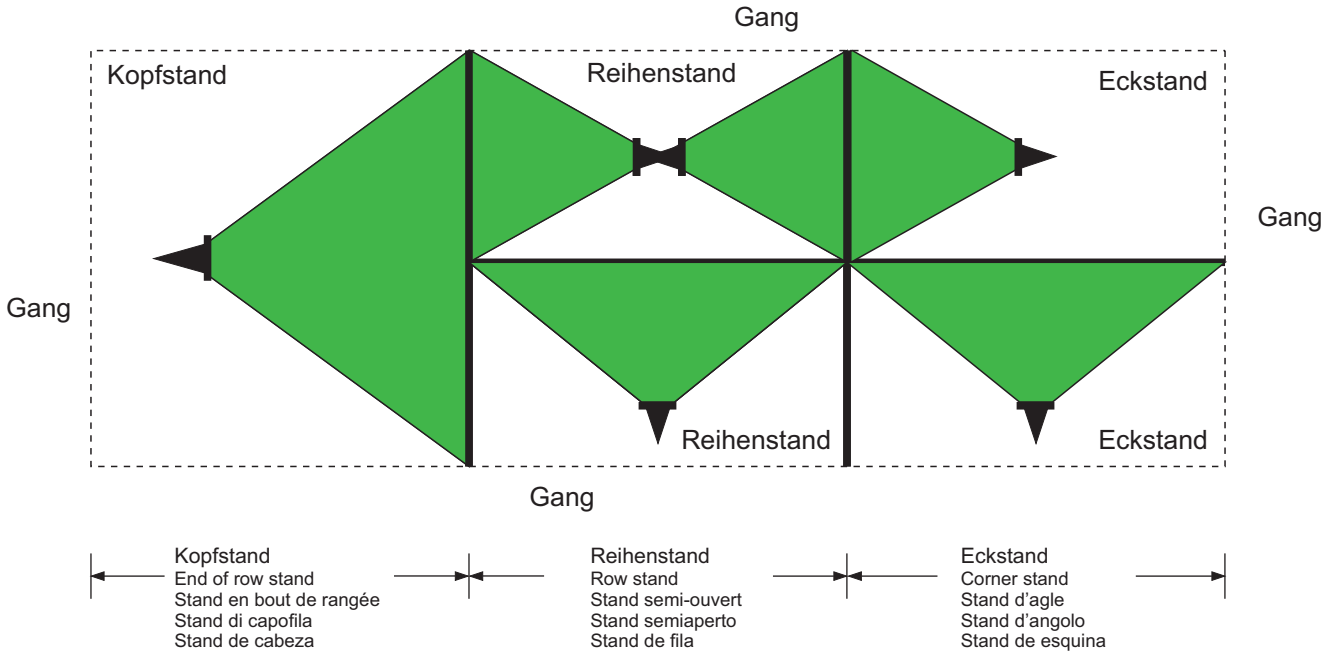 Gang
Kopfstand
Reihenstand
Eckstand
Gang
Gang
Reihenstand
Eckstand
Gang
Kopfstand
End of row stand
Stand en bout de rangée
Stand di capofila
Stand de cabeza
Reihenstand
Row stand
Stand semi-ouvert
Stand semiaperto
Stand de fila
Eckstand
Corner stand
Stand d'agle
Stand d'angolo
Stand de esquina